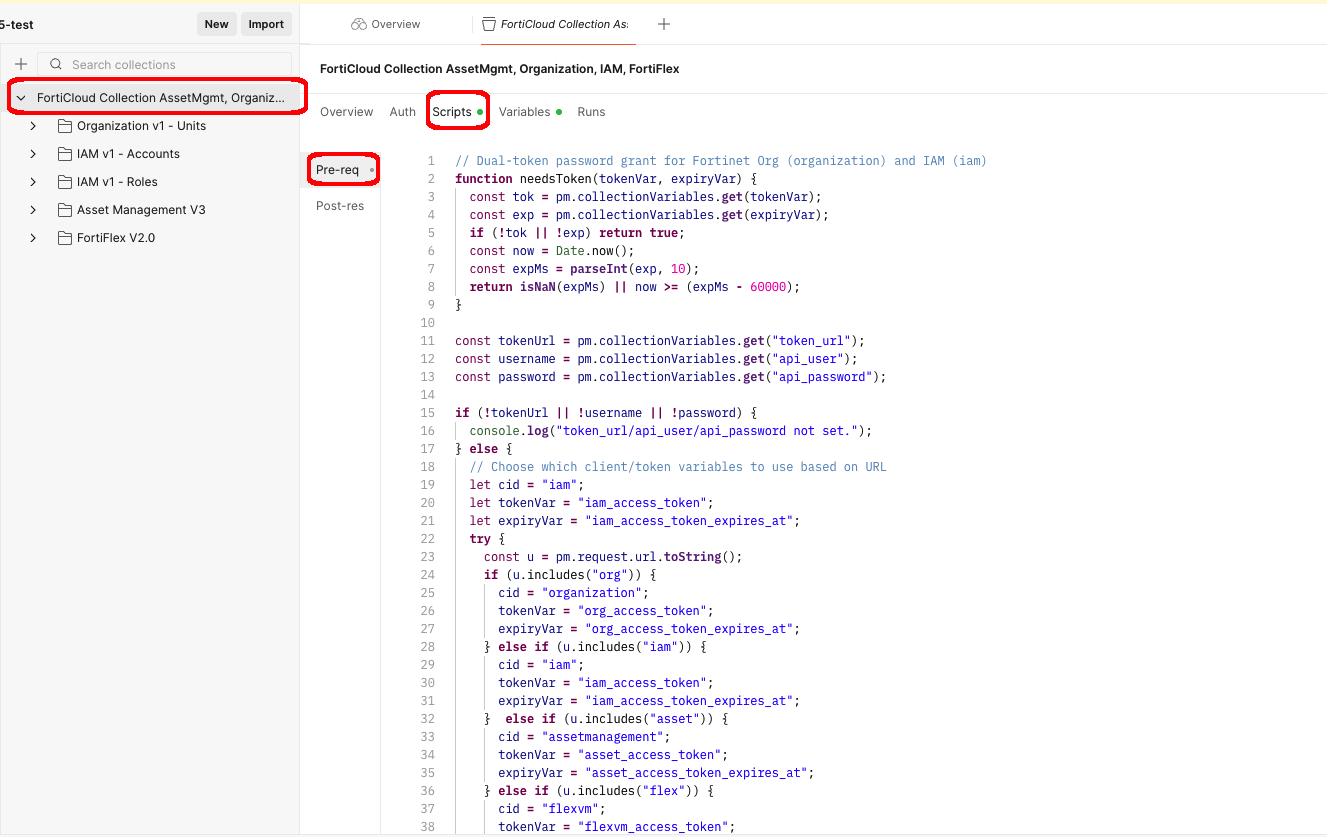 5-test
New
Import
Overview
FortiCloud Collection As:
Search collections
FortiCloud Collection AssetMgmt, Organiz...
Organization v1 - Units
IAM v1 - Accounts
IAM v1 - Roles
Asset Management V3
FortiFlex V2.0
FortiCloud Collection AssetMgmt, Organization, IAM, FortiFlex
Overview Auth Scripts Variables Runs
Pre-req
Post-res
1 // Dual-token password grant for Fortinet Org (organization) and IAM (iam)
2 function needsToken(tokenVar, expiryVar) {
3 const tok = pm.collectionVariables.get(tokenVar);
4 const exp = pm.collectionVariables.get(expiryVar);
5 if (!tok || !exp) return true;
6 const now = Date.now();
7 const expMs = parseInt(exp, 10);
8 return isNaN(expMs) || now >= (expMs - 60000);
9 }
10
11 const tokenUrl = pm.collectionVariables.get("token_url");
12 const username = pm.collectionVariables.get("api_user");
13 const password = pm.collectionVariables.get("api_password");
14
15 if (!tokenUrl || !username || !password) {
16 console.log("token_url/api_user/api_password not set.");
17 } else {
18 // Choose which client/token variables to use based on URL
19 let cid = "iam";
20 let tokenVar = "iam_access_token";
21 let expiryVar = "iam_access_token_expires_at";
22 try {
23 const u = pm.request.url.toString();
24 if (u.includes("org")) {
25 cid = "organization";
26 tokenVar = "org_access_token";
27 expiryVar = "org_access_token_expires_at";
28 } else if (u.includes("iam")) {
29 cid = "iam";
30 tokenVar = "iam_access_token";
31 expiryVar = "iam_access_token_expires_at";
32 }  else if (u.includes("asset")) {
33 cid = "assetmanagement";
34 tokenVar = "asset_access_token";
35 expiryVar = "asset_access_token_expires_at";
36 } else if (u.includes("flex")) {
37 cid = "flexvm";
38 tokenVar = "flexvm_access_token";